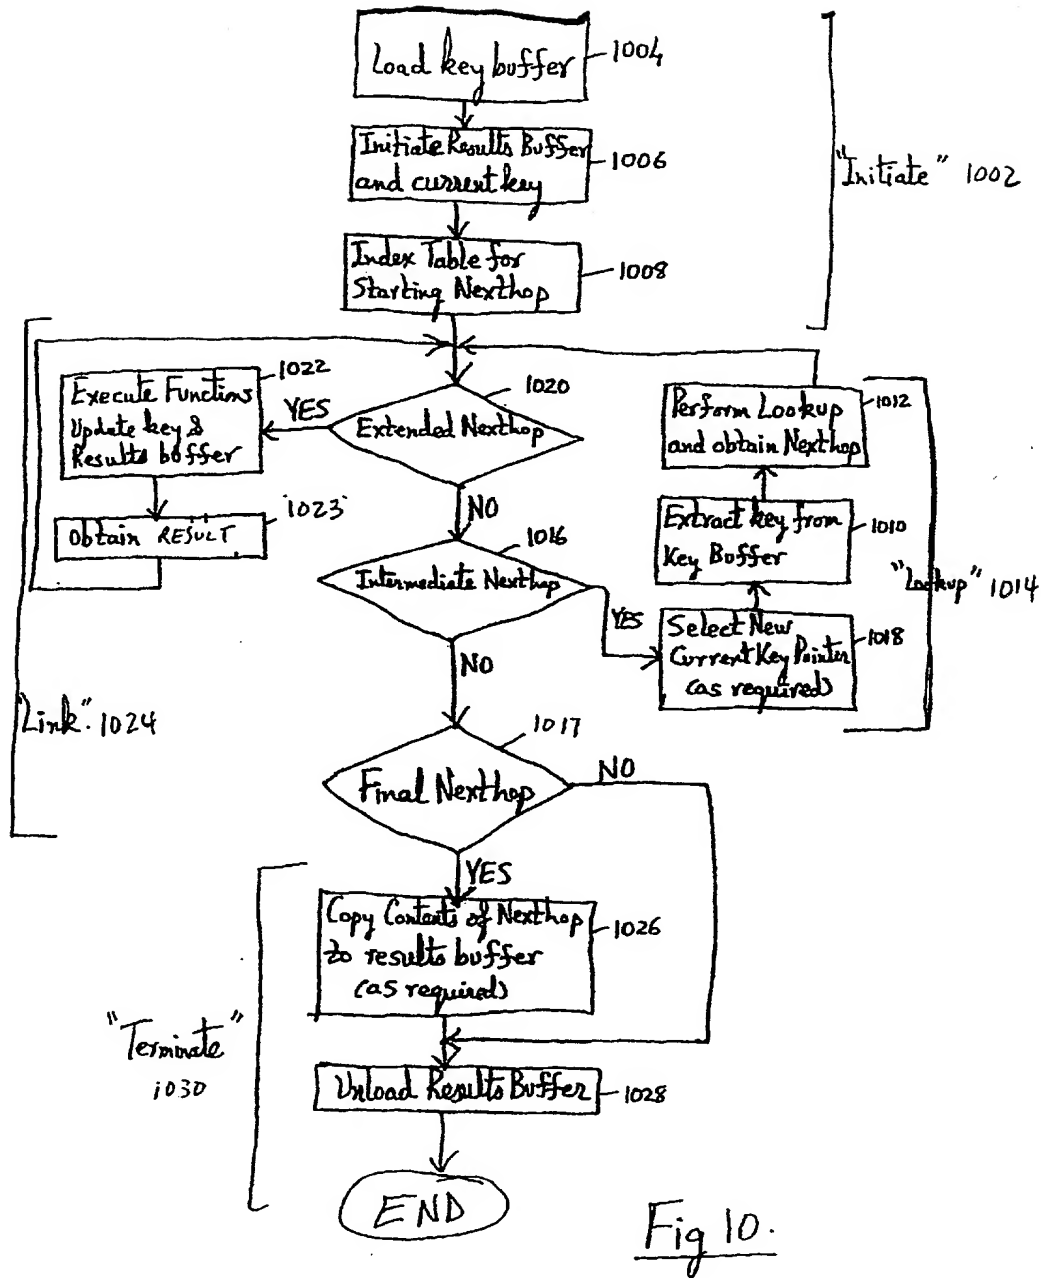 Load key buffer
1004
Initiate Results Buffer
and current key
1006
"Initiate" 1002
Index Table for
Starting Nexthop
1008
Execute Functions
Update key &
Results buffer
1022
YES
Extended Nexthop
1020
Perform Lookup
and obtain Nexthop
1012
NO
Obtain RESULT
1023
Extract key from
Key Buffer
1010
Intermediate Nexthop
1016
"Lookup" 1014
YES
Select New
Current Key Pointer
(as required)
1018
NO
"Link" 1024
Final Nexthop
1017
NO
YES
Copy Contents of Nexthop
to results buffer
(as required)
1026
"Terminate"
1030
Unload Results Buffer
1028
END
Fig 10.